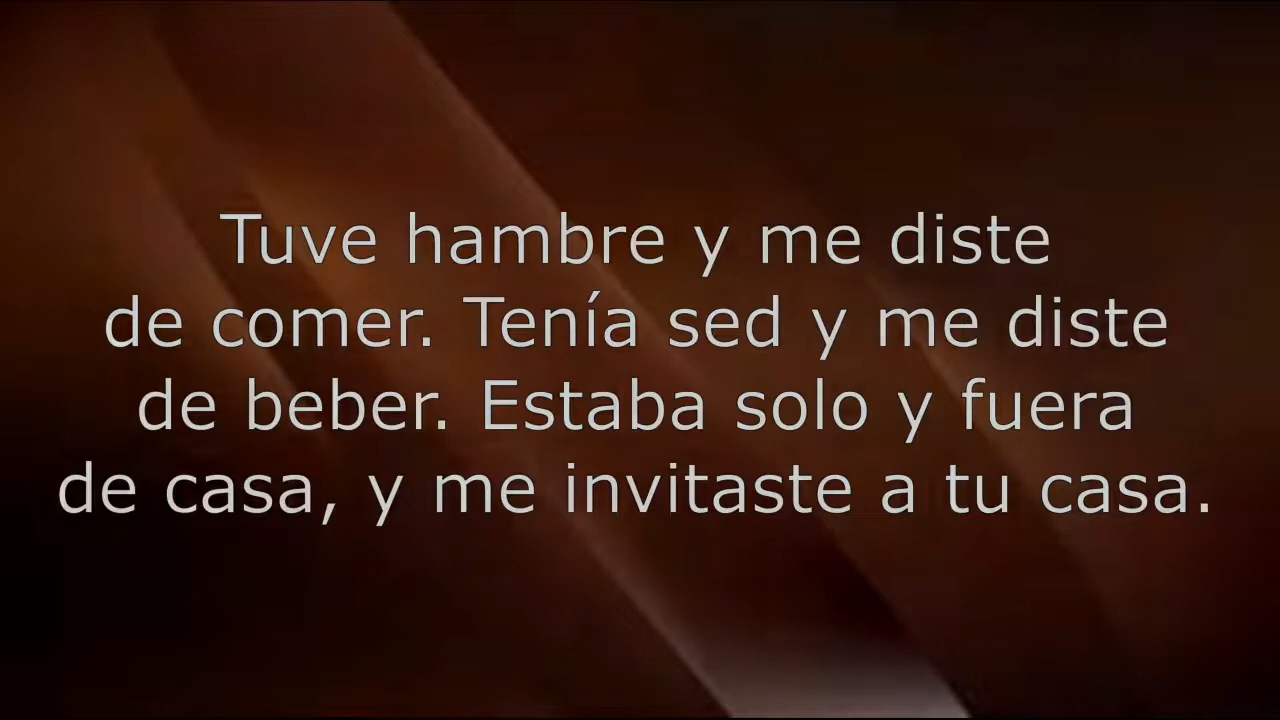 Tuve hambre y me diste
de comer. Tenía sed y me diste
de beber. Estaba solo y fuera
de casa, y me invitaste a tu casa.